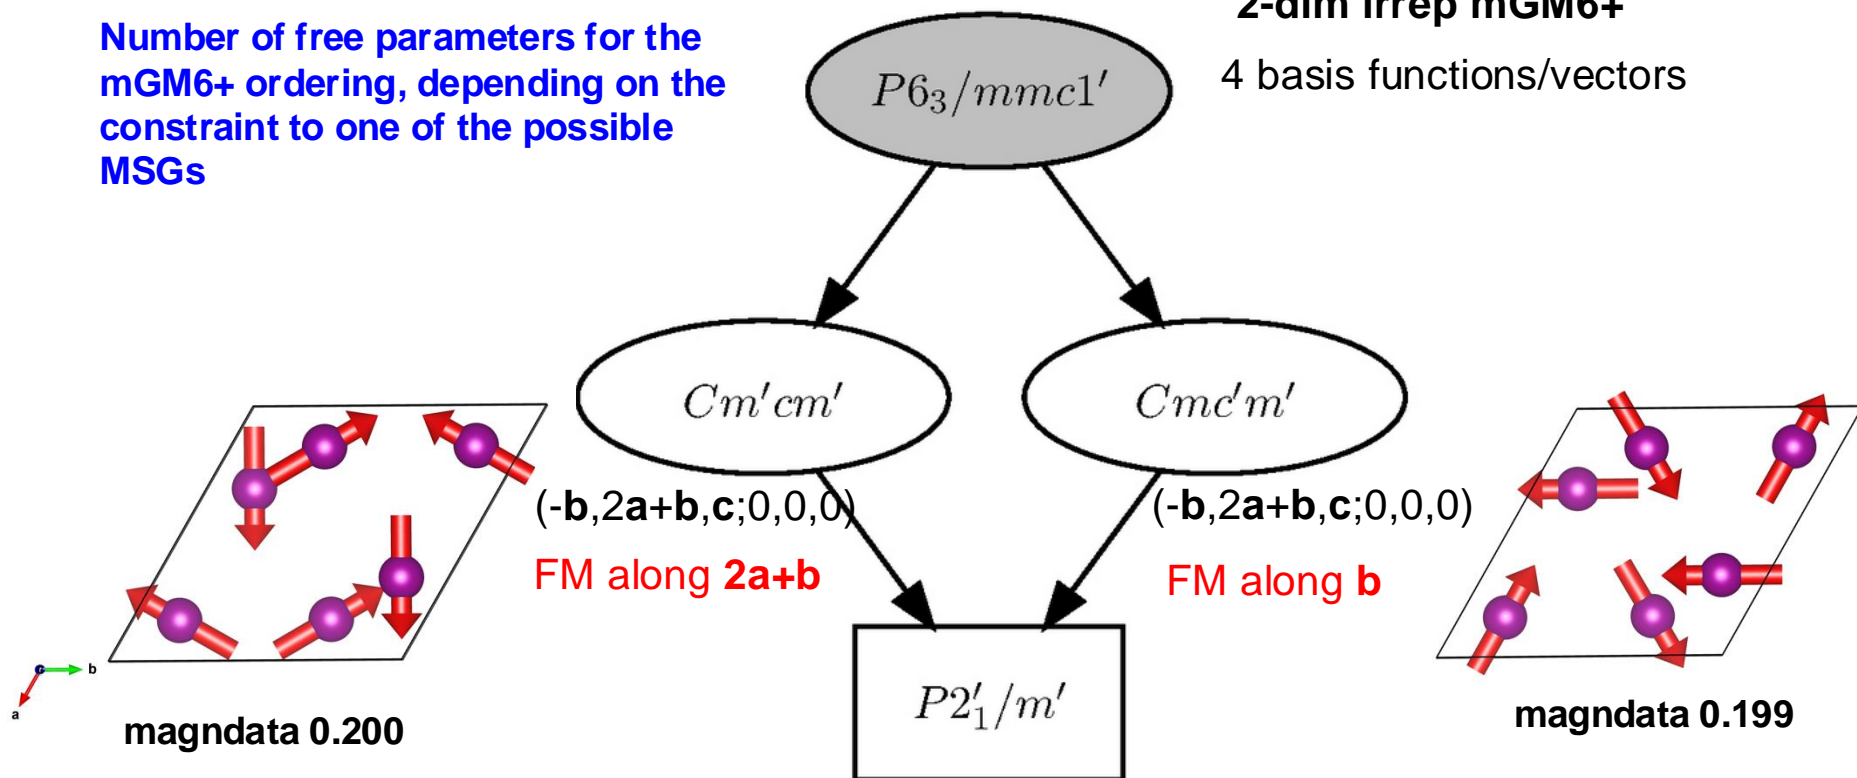 2-dim irrep mGM6+
Number of free parameters for the
mGM6+ ordering, depending on the
constraint to one of the possible
MSGs
4 basis functions/vectors
P6₃/mmc1′
Cm′cm′
Cmc′m′
(-b,2a+b,c;0,0,0)
FM along 2a+b
(-b,2a+b,c;0,0,0)
FM along b
b
a
magndata 0.200
P2₁′/m′
magndata 0.199